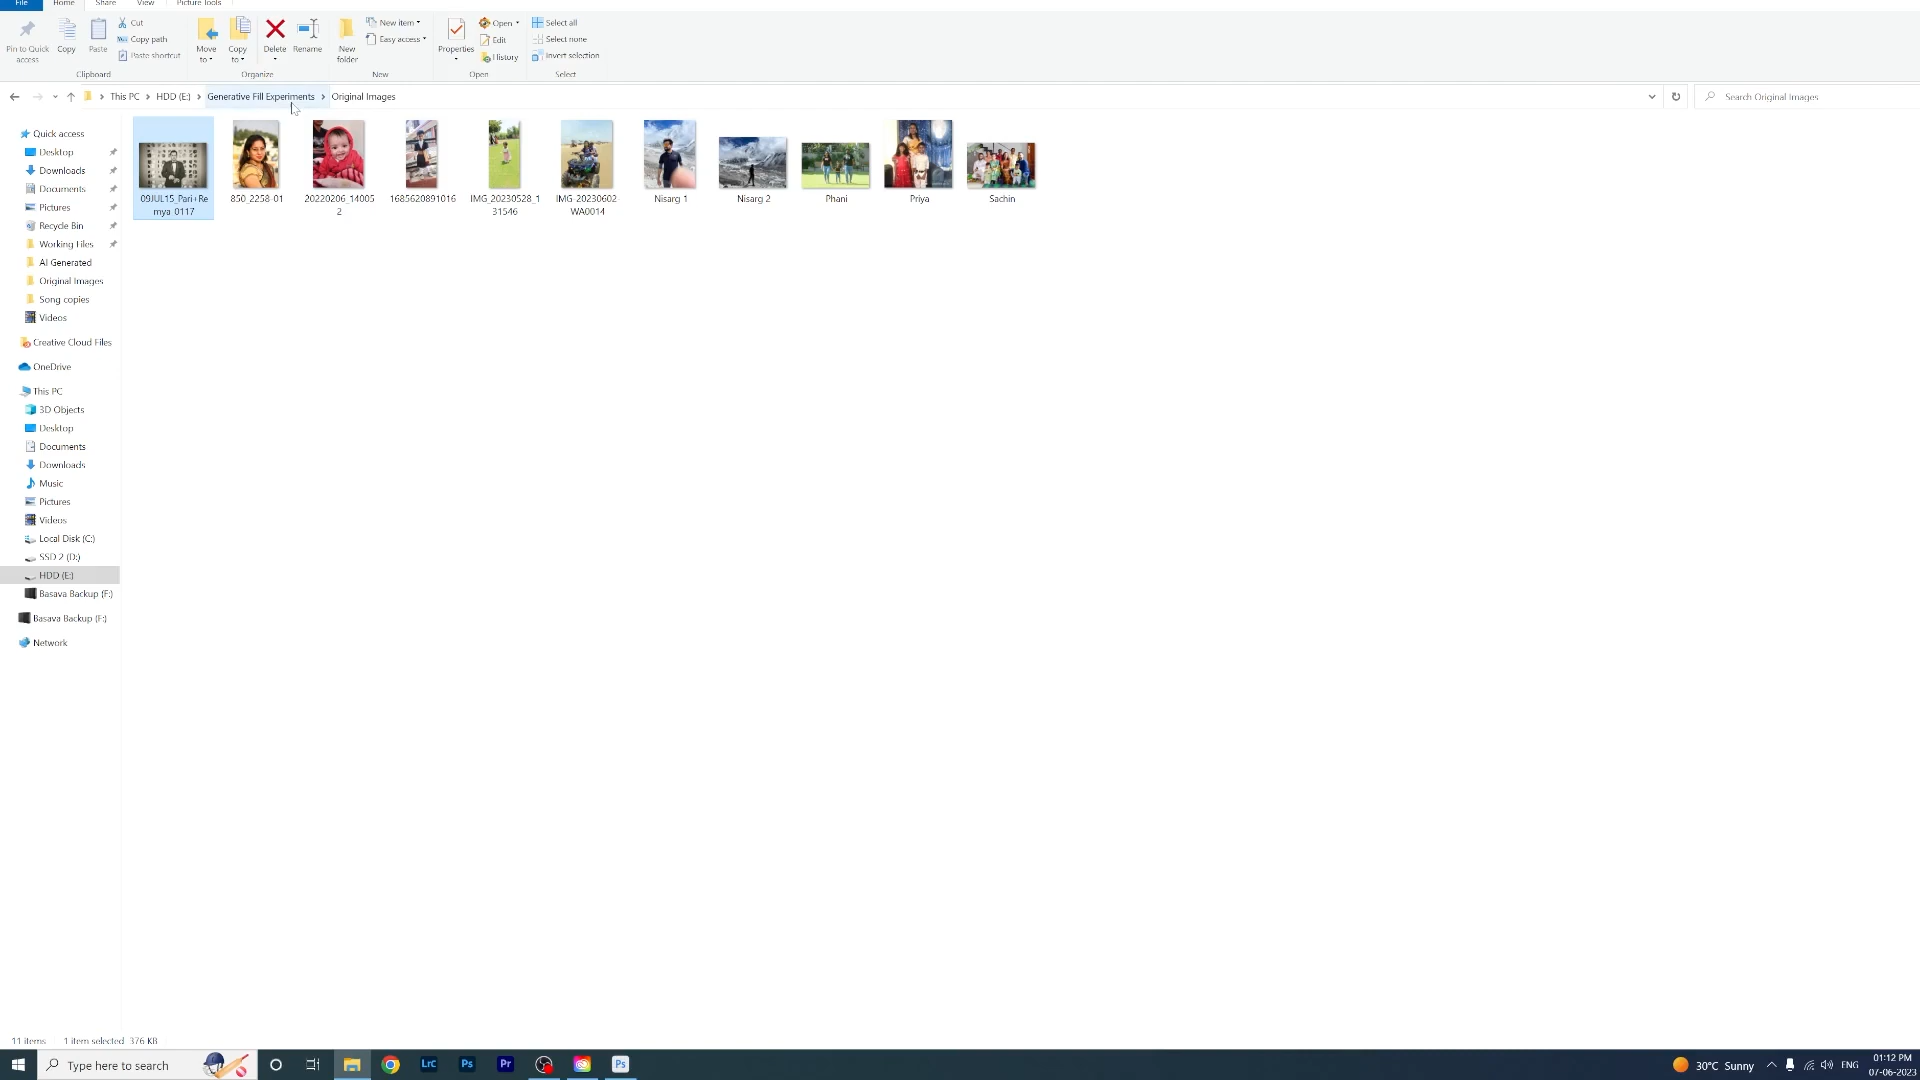 File Home Share View Picture Tools
Pin to Quick access
Copy
Paste
Cut
Copy path
Paste shortcut
Clipboard
Move to
Copy to
Delete
Rename
Organize
New folder
New item
Easy access
New
Properties
Open
Edit
History
Open
Select all
Select none
Invert selection
Select
This PC > HDD (E:) > Generative Fill Experiments > Original Images
Search Original Images
Quick access
Desktop
Downloads
Documents
Pictures
Recycle Bin
Working Files
AI Generated
Original Images
Song copies
Videos
Creative Cloud Files
OneDrive
This PC
3D Objects
Desktop
Documents
Downloads
Music
Pictures
Videos
Local Disk (C:)
SSD 2 (D:)
HDD (E:)
Basava Backup (F:)
Basava Backup (F:)
Network
09JUL15_Pari+Re
mya_0117
850_2258-01
20220206_14005
2
1685620891016
IMG_20230528_1
31546
IMG-20230602-
WA0014
Nisarg 1
Nisarg 2
Phani
Priya
Sachin
11 items 1 item selected 376 KB
Type here to search
LrC
Ps
Pr
Ps
30°C Sunny
ENG
01:12 PM
07-06-2023